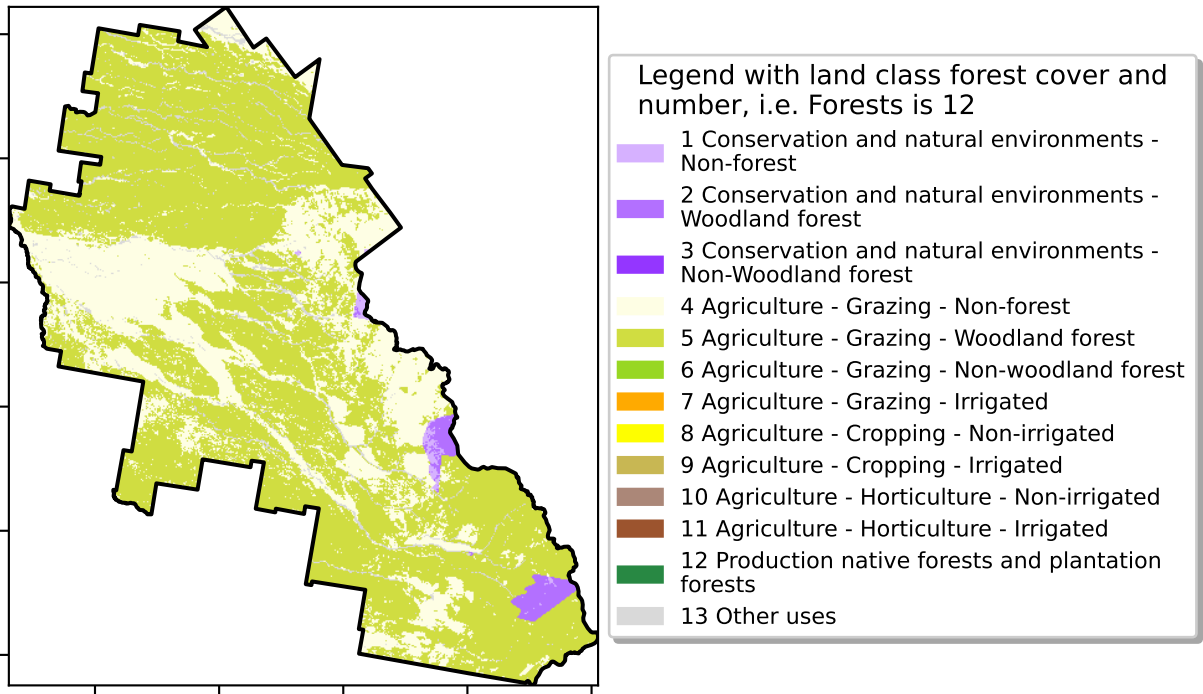 Legend with land class forest cover and
number, i.e. Forests is 12
1 Conservation and natural environments -
Non-forest
2 Conservation and natural environments -
Woodland forest
3 Conservation and natural environments -
Non-Woodland forest
4 Agriculture - Grazing - Non-forest
5 Agriculture - Grazing - Woodland forest
6 Agriculture - Grazing - Non-woodland forest
7 Agriculture - Grazing - Irrigated
8 Agriculture - Cropping - Non-irrigated
9 Agriculture - Cropping - Irrigated
10 Agriculture - Horticulture - Non-irrigated
11 Agriculture - Horticulture - Irrigated
12 Production native forests and plantation
forests
13 Other uses